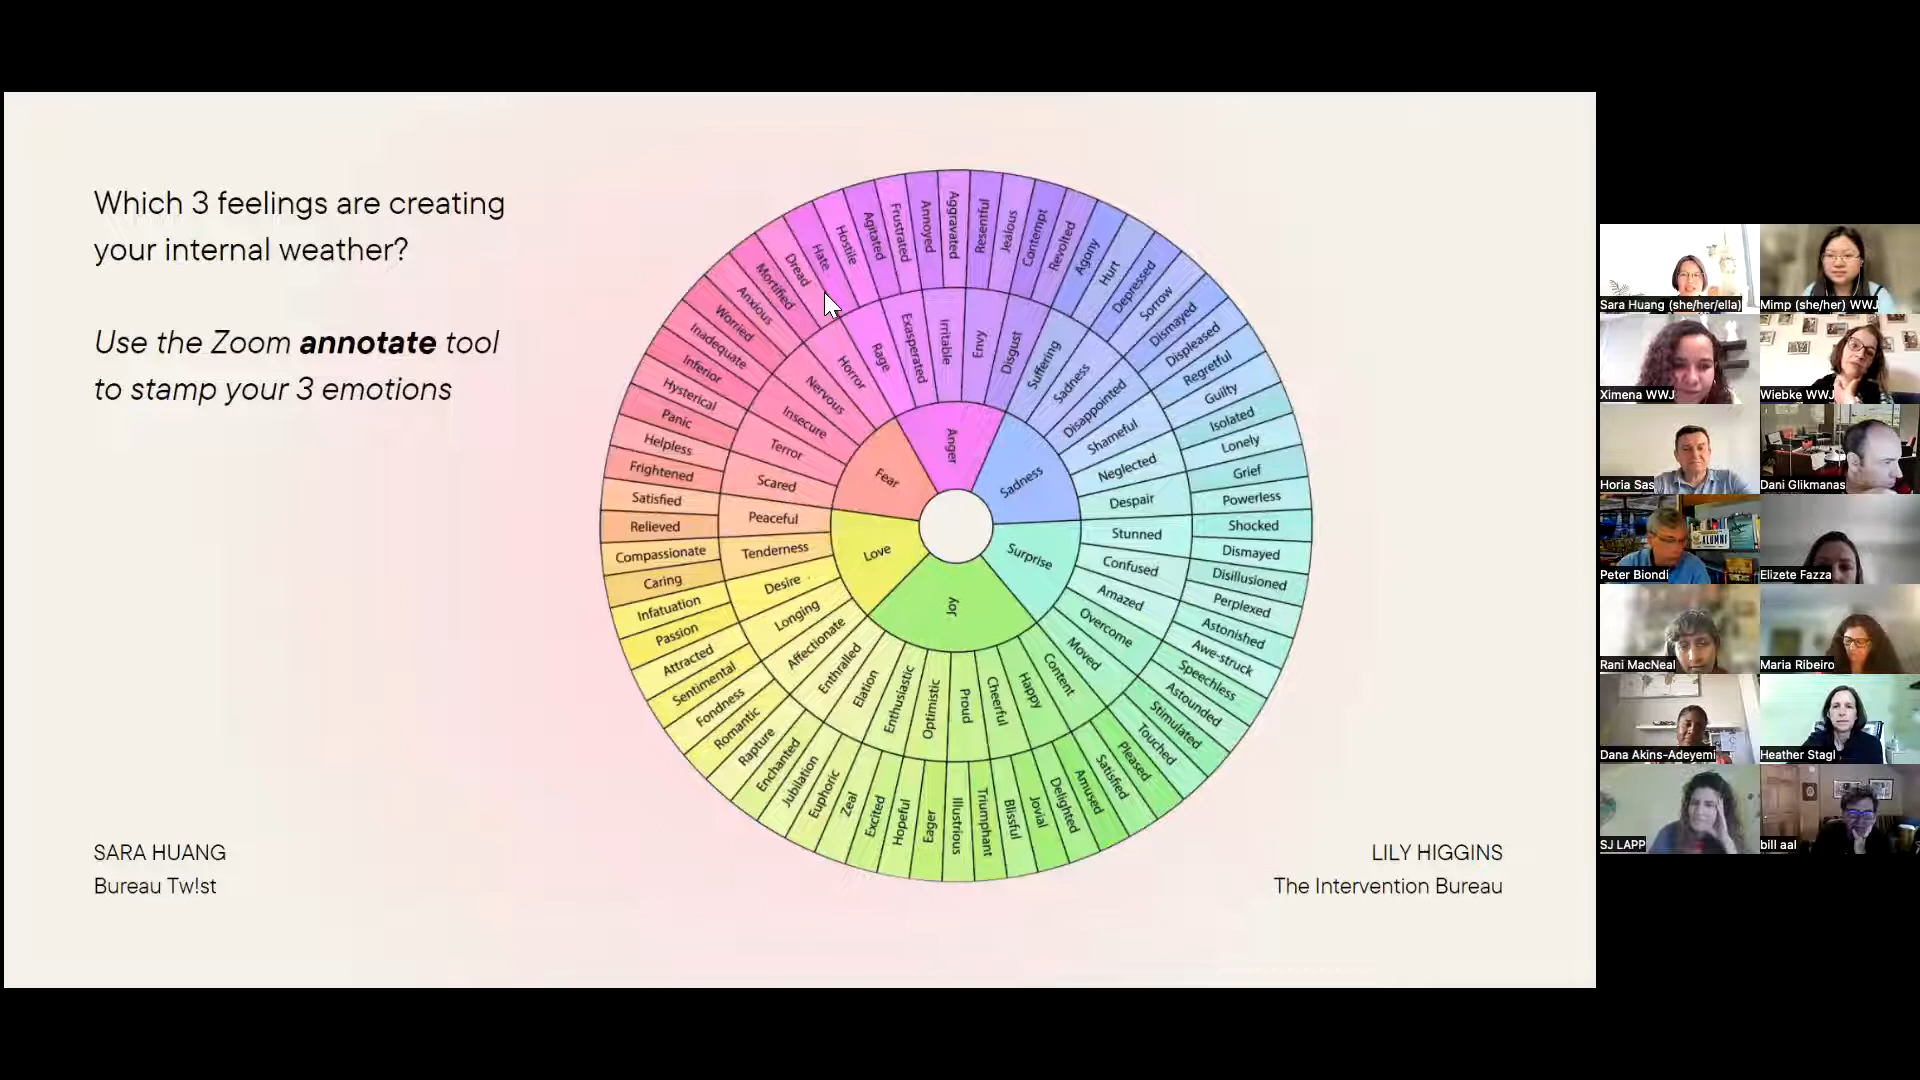 Which 3 feelings are creating
your internal weather?
Use the Zoom annotate tool
to stamp your 3 emotions
SARA HUANG
Bureau Tw!st
LILY HIGGINS
The Intervention Bureau
Anger
Sadness
Surprise
Joy
Love
Fear
Rage
Exasperated
Irritable
Envy
Disgust
Suffering
Sadness
Disappointed
Shameful
Neglected
Despair
Stunned
Confused
Amazed
Overcome
Moved
Content
Happy
Cheerful
Proud
Optimistic
Enthusiastic
Elation
Enthralled
Affectionate
Longing
Desire
Tenderness
Peaceful
Scared
Terror
Insecure
Nervous
Horror
Hate
Hostile
Agitated
Frustrated
Annoyed
Aggravated
Resentful
Jealous
Contempt
Revolted
Agony
Hurt
Depressed
Sorrow
Dismayed
Displeased
Regretful
Guilty
Isolated
Lonely
Grief
Powerless
Shocked
Dismayed
Disillusioned
Perplexed
Astonished
Awe-struck
Speechless
Astounded
Stimulated
Touched
Pleased
Satisfied
Amused
Delighted
Jovial
Blissful
Triumphant
Illustrious
Eager
Hopeful
Excited
Zeal
Euphoric
Jubilation
Enchanted
Rapture
Romantic
Fondness
Sentimental
Attracted
Passion
Infatuation
Caring
Compassionate
Relieved
Satisfied
Frightened
Helpless
Panic
Hysterical
Inferior
Inadequate
Worried
Anxious
Mortified
Dread
Sara Huang (she/her/ella)
Mimp (she/her) WWJ
Ximena WWJ
Wiebke WWJ
Horia Sas
Dani Glikmanas
Peter Biondi
ALUMNI
Elizete Fazza
Rani MacNeal
Maria Ribeiro
Dana Akins-Adeyemi
Heather Stagl
SJ LAPP
bill aal